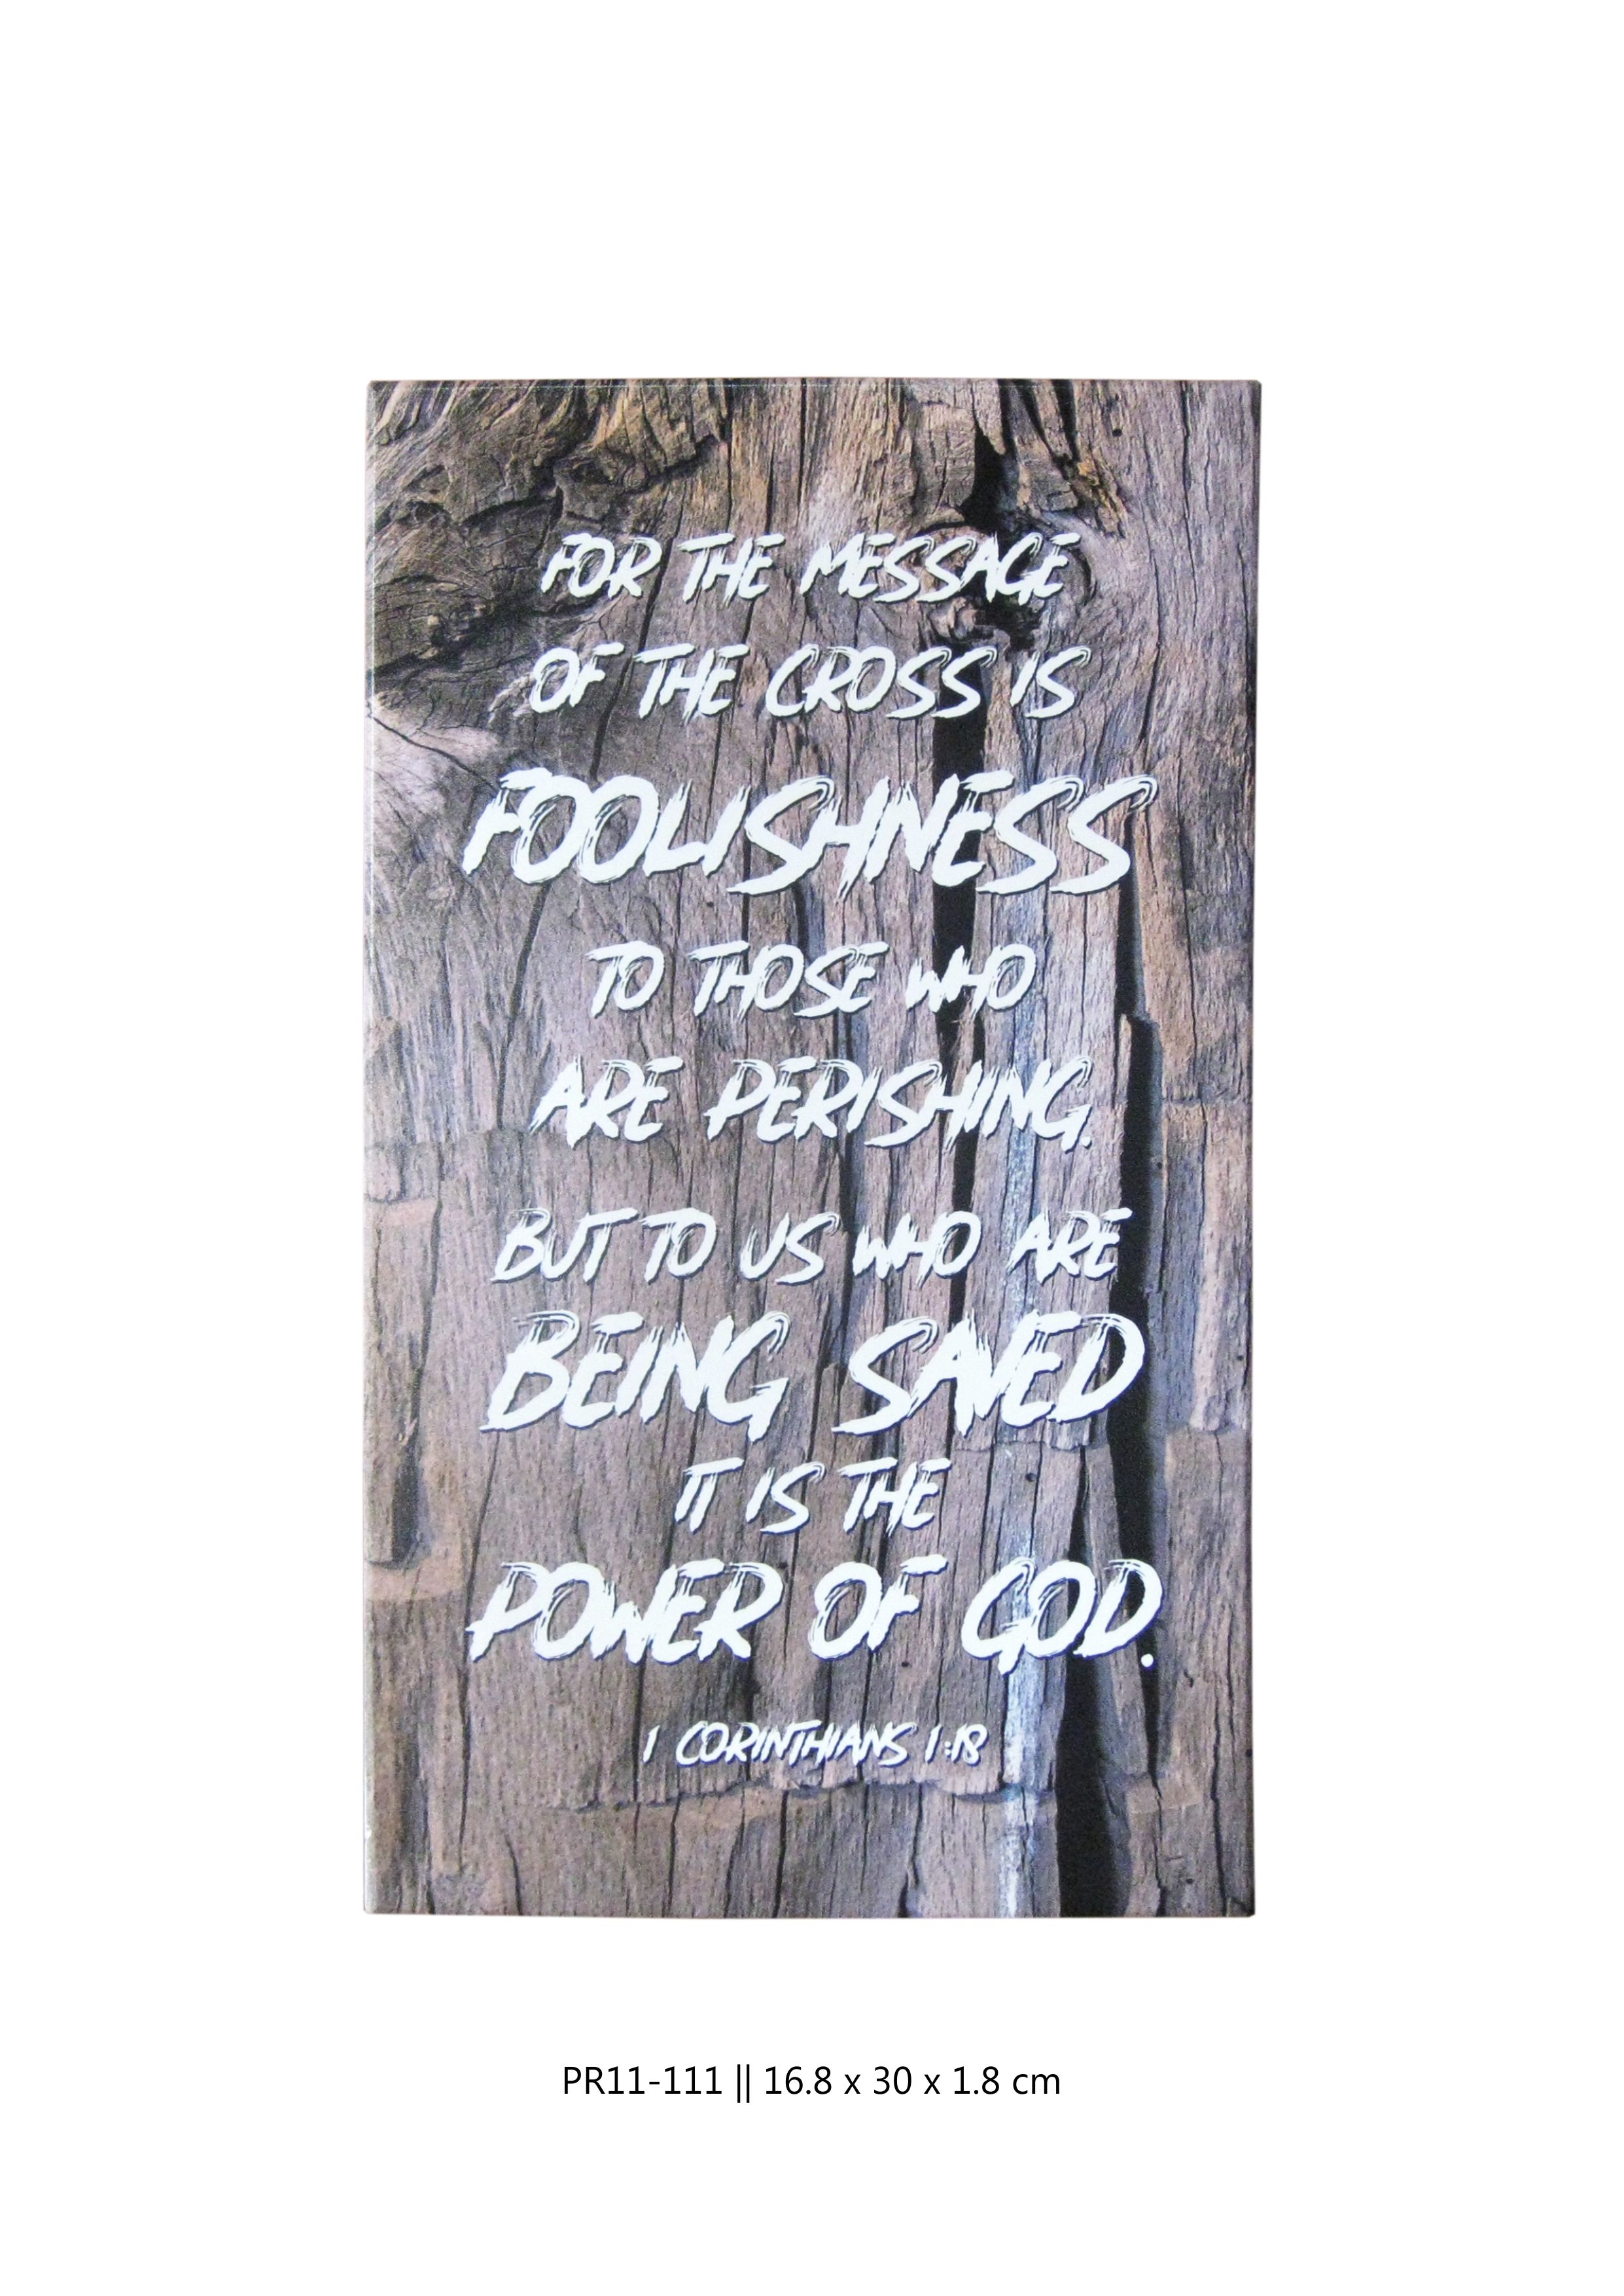 FOR THE MESSAGE
OF THE CROSS IS
FOOLISHNESS
TO THOSE WHO
ARE PERISHING.
BUT TO US WHO ARE
BEING SAVED
IT IS THE
POWER OF GOD.
1 CORINTHIANS 1:18
PR11-111 || 16.8 x 30 x 1.8 cm